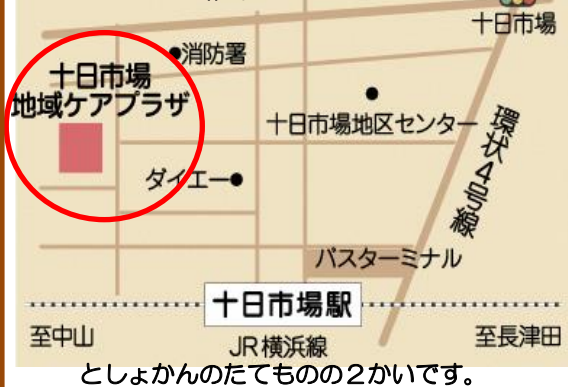 十日市場
消防署
十日市場
地域ケアプラザ
十日市場地区センター
環状4号線
ダイエー
バスターミナル
十日市場駅
至中山
JR横浜線
至長津田
としょかんのたてものの2かいです。